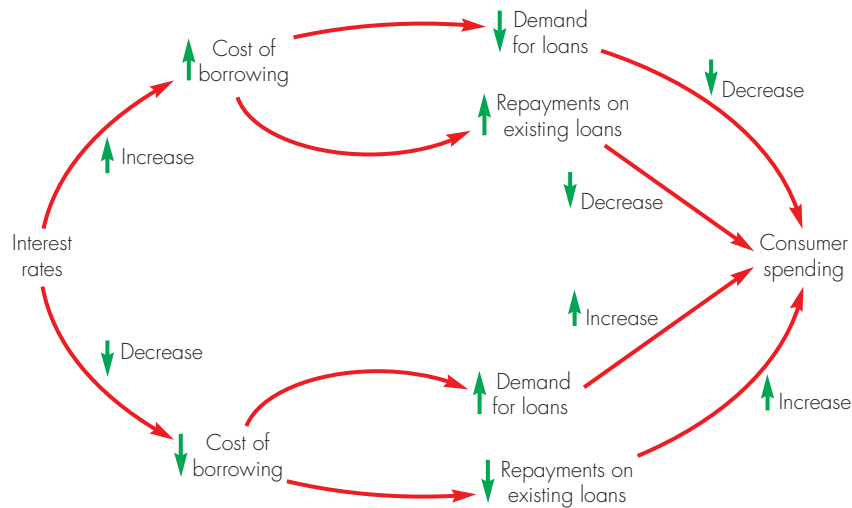 Cost of
borrowing
Demand
for loans
Decrease
Repayments on
existing loans
Increase
Decrease
Interest
rates
Consumer
spending
Increase
Decrease
Demand
for loans
Increase
Cost of
borrowing
Repayments on
existing loans